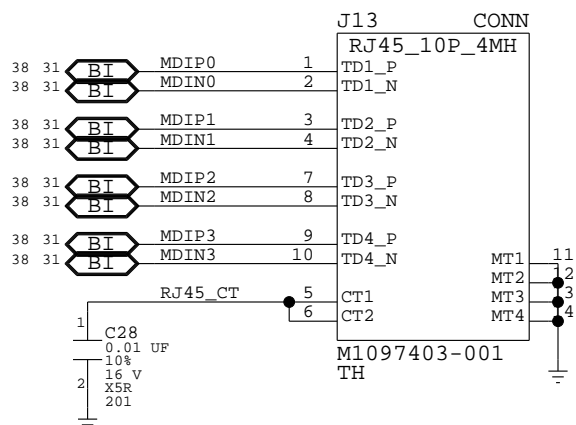 J13 CONN
RJ45_10P_4MH
38 31 BI MDIP0 1 TD1_P
38 31 BI MDIN0 2 TD1_N
38 31 BI MDIP1 3 TD2_P
38 31 BI MDIN1 4 TD2_N
38 31 BI MDIP2 7 TD3_P
38 31 BI MDIN2 8 TD3_N
38 31 BI MDIP3 9 TD4_P
38 31 BI MDIN3 10 TD4_N
MT1 11
MT2 12
RJ45_CT 5 CT1 MT3 3
6 CT2 MT4 4
1 C28
0.01 UF
10%
16 V
2 X5R
201
M1097403-001
TH